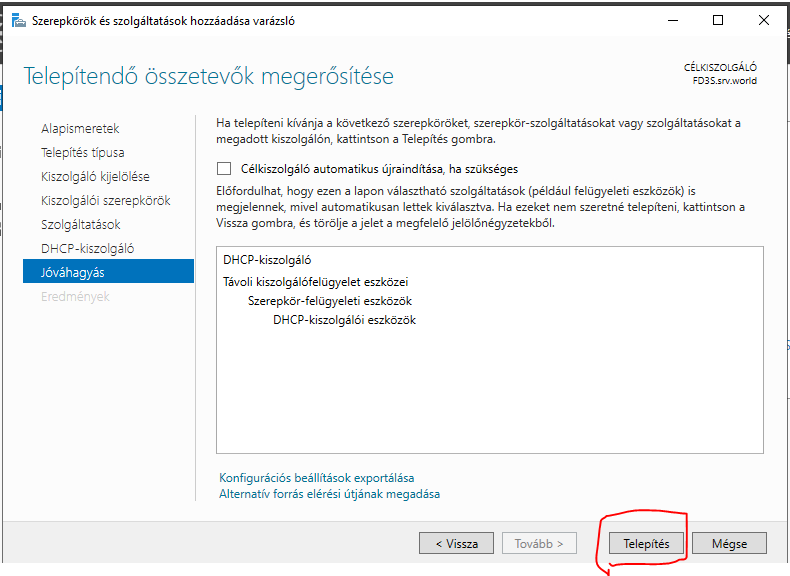 Szerepkörök és szolgáltatások hozzáadása varázsló
Telepítendő összetevők megerősítése
CÉLKISZOLGÁLÓ
FD3S.srv.world
Alapismeretek
Telepítés típusa
Kiszolgáló kijelölése
Kiszolgálói szerepkörök
Szolgáltatások
DHCP-kiszolgáló
Jóváhagyás
Eredmények
Ha telepíteni kívánja a következő szerepköröket, szerepkör-szolgáltatásokat vagy szolgáltatásokat a
megadott kiszolgálón, kattintson a Telepítés gombra.
Célkiszolgáló automatikus újraindítása, ha szükséges
Előfordulhat, hogy ezen a lapon választható szolgáltatások (például felügyeleti eszközök) is
megjelennek, mivel automatikusan lettek kiválasztva. Ha ezeket nem szeretné telepíteni, kattintson a
Vissza gombra, és törölje a jelet a megfelelő jelölőnégyzetekből.
DHCP-kiszolgáló
Távoli kiszolgálófelügyelet eszközei
Szerepkör-felügyeleti eszközök
DHCP-kiszolgálói eszközök
Konfigurációs beállítások exportálása
Alternatív forrás elérési útjának megadása
< Vissza
Tovább >
Telepítés
Mégse